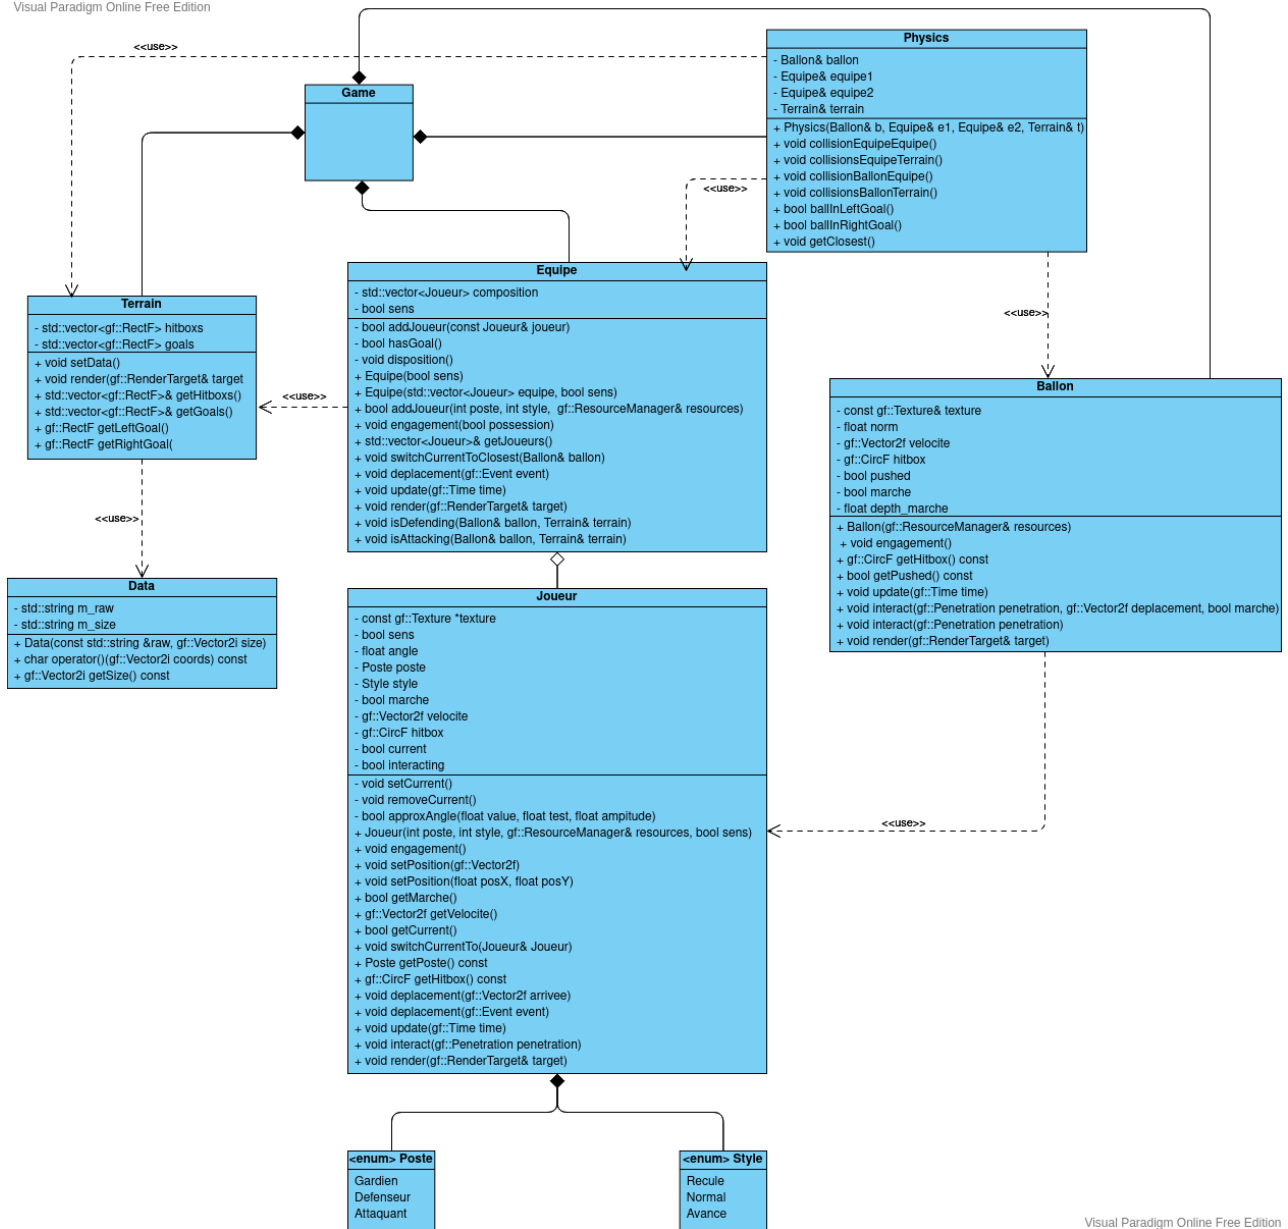 Visual Paradigm Online Free Edition
<<use>>
Physics
- Ballon& ballon
- Equipe& equipe1
- Equipe& equipe2
- Terrain& terrain
+ Physics(Ballon& b, Equipe& e1, Equipe& e2, Terrain& t)
+ void collisionEquipeEquipe()
+ void collisionsEquipeTerrain()
+ void collisionBallonEquipe()
+ void collisionsBallonTerrain()
+ bool ballInLeftGoal()
+ bool ballInRightGoal()
+ void getClosest()
Game
<<use>>
<<use>>
Equipe
- std::vector<Joueur> composition
- bool sens
- bool addJoueur(const Joueur& joueur)
- bool hasGoal()
- void disposition()
+ Equipe(bool sens)
+ Equipe(std::vector<Joueur> equipe, bool sens)
+ bool addJoueur(int poste, int style,  gf::ResourceManager& resources)
+ void engagement(bool possession)
+ std::vector<Joueur>& getJoueurs()
+ void switchCurrentToClosest(Ballon& ballon)
+ void deplacement(gf::Event event)
+ void update(gf::Time time)
+ void render(gf::RenderTarget& target)
+ void isDefending(Ballon& ballon, Terrain& terrain)
+ void isAttacking(Ballon& ballon, Terrain& terrain)
Terrain
- std::vector<gf::RectF> hitboxs
- std::vector<gf::RectF> goals
+ void setData()
+ void render(gf::RenderTarget& target
+ std::vector<gf::RectF>& getHitboxs()
+ std::vector<gf::RectF>& getGoals()
+ gf::RectF getLeftGoal()
+ gf::RectF getRightGoal(
<<use>>
<<use>>
Ballon
- const gf::Texture& texture
- float norm
- gf::Vector2f velocite
- gf::CircF hitbox
- bool pushed
- bool marche
- float depth_marche
+ Ballon(gf::ResourceManager& resources)
+ void engagement()
+ gf::CircF getHitbox() const
+ bool getPushed() const
+ void update(gf::Time time)
+ void interact(gf::Penetration penetration, gf::Vector2f deplacement, bool marche)
+ void interact(gf::Penetration penetration)
+ void render(gf::RenderTarget& target)
Data
- std::string m_raw
- std::string m_size
+ Data(const std::string &raw, gf::Vector2i size)
+ char operator()(gf::Vector2i coords) const
+ gf::Vector2i getSize() const
Joueur
- const gf::Texture *texture
- bool sens
- float angle
- Poste poste
- Style style
- bool marche
- gf::Vector2f velocite
- gf::CircF hitbox
- bool current
- bool interacting
- void setCurrent()
- void removeCurrent()
- bool approxAngle(float value, float test, float ampitude)
+ Joueur(int poste, int style, gf::ResourceManager& resources, bool sens)
+ void engagement()
+ void setPosition(gf::Vector2f)
+ void setPosition(float posX, float posY)
+ bool getMarche()
+ gf::Vector2f getVelocite()
+ bool getCurrent()
+ void switchCurrentTo(Joueur& Joueur)
+ Poste getPoste() const
+ gf::CircF getHitbox() const
+ void deplacement(gf::Vector2f arrivee)
+ void deplacement(gf::Event event)
+ void update(gf::Time time)
+ void interact(gf::Penetration penetration)
+ void render(gf::RenderTarget& target)
<<use>>
<enum> Poste
Gardien
Defenseur
Attaquant
<enum> Style
Recule
Normal
Avance
Visual Paradigm Online Free Edition